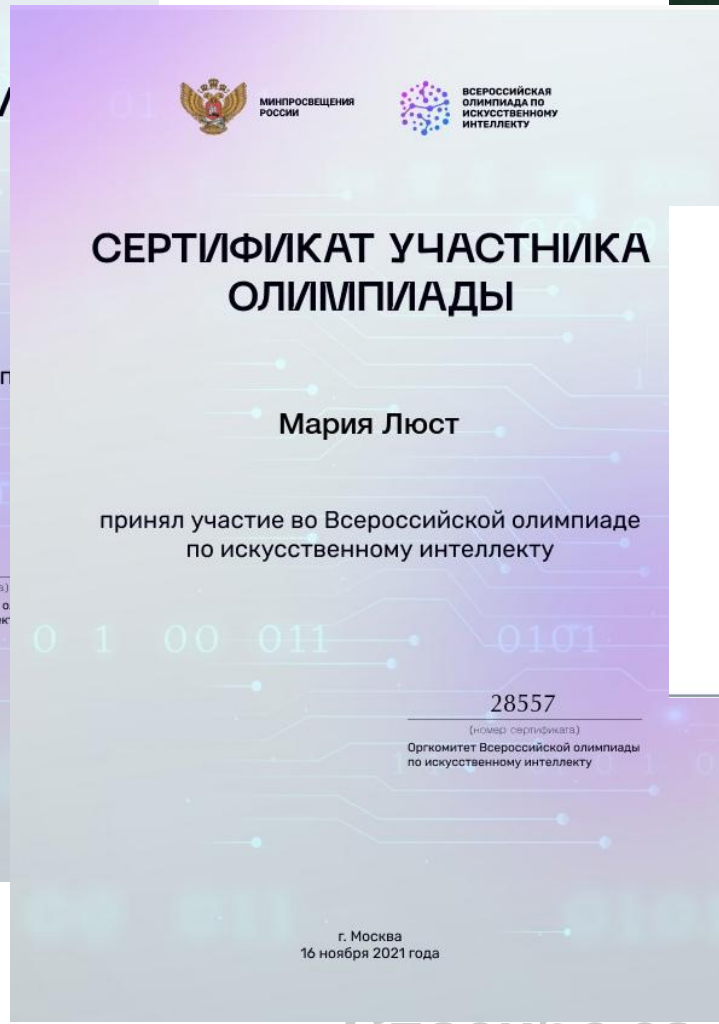 МИНПРОСВЕЩЕНИЯ
РОССИИ
ВСЕРОССИЙСКАЯ
ОЛИМПИАДА ПО
ИСКУССТВЕННОМУ
ИНТЕЛЛЕКТУ
СЕРТИФИКАТ УЧАСТНИКА
ОЛИМПИАДЫ
Мария Люст
принял участие во Всероссийской олимпиаде
по искусственному интеллекту
0 1 00 011 0101
28557
(номер сертификата)
Оргкомитет Всероссийской олимпиады
по искусственному интеллекту
г. Москва
16 ноября 2021 года